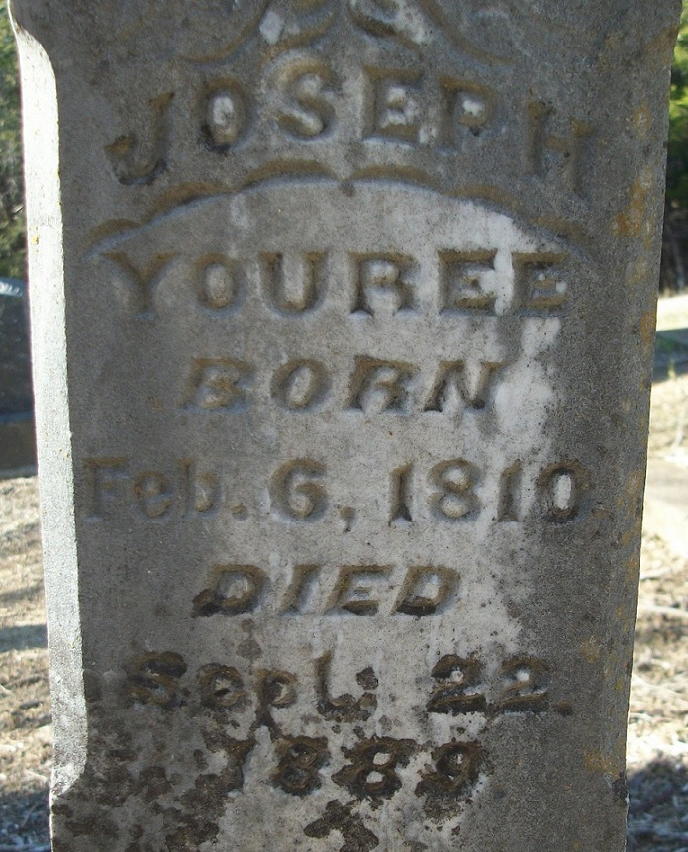 JOSEPH
YOUREE
BORN
Feb. 6, 1810
DIED
Sept. 22.
1889